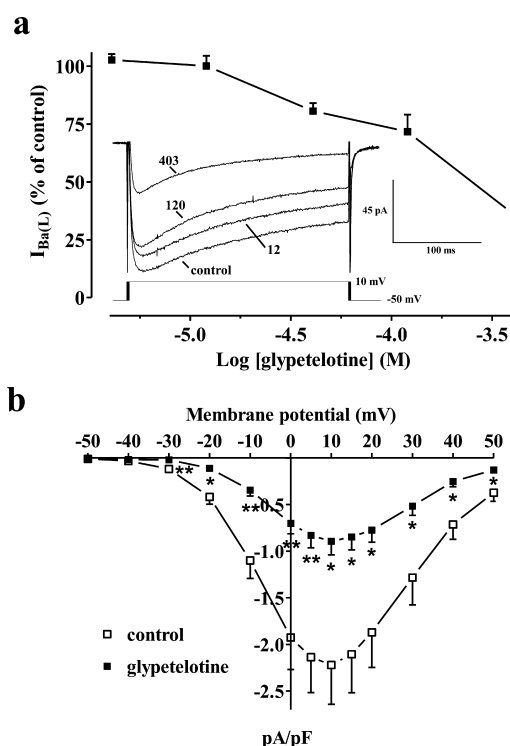 a
I_Ba(L) (% of control)
100
75
50
25
0
403
120
12
control
45 pA
100 ms
10 mV
-50 mV
-5.0 -4.5 -4.0 -3.5
Log [glypetelotine] (M)
b
Membrane potential (mV)
-50 -40 -30 -20 -10 0 10 20 30 40 50
** * ** ** ** * * * * * *
-0.5
-1.0
-1.5
-2.0
-2.5
control
glypetelotine
pA/pF